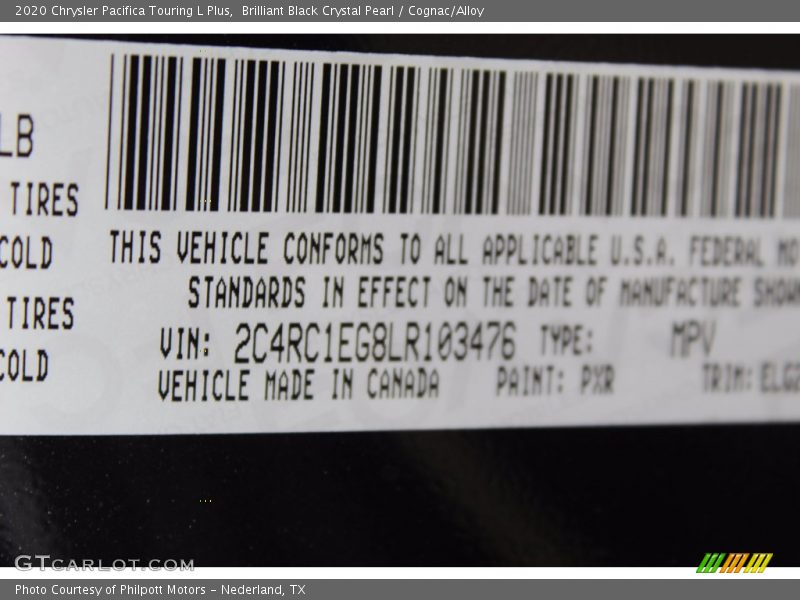 2020 Chrysler Pacifica Touring L Plus,  Brilliant Black Crystal Pearl / Cognac/Alloy
LB
TIRES
COLD
TIRES
COLD
THIS VEHICLE CONFORMS TO ALL APPLICABLE U.S.A. FEDERAL MO
STANDARDS IN EFFECT ON THE DATE OF MANUFACTURE SHOWN
VIN: 2C4RC1EG8LR103476 TYPE: MPV
VEHICLE MADE IN CANADA PAINT: PXR TRIM:
GTCARLOT.COM
Photo Courtesy of Philpott Motors - Nederland, TX